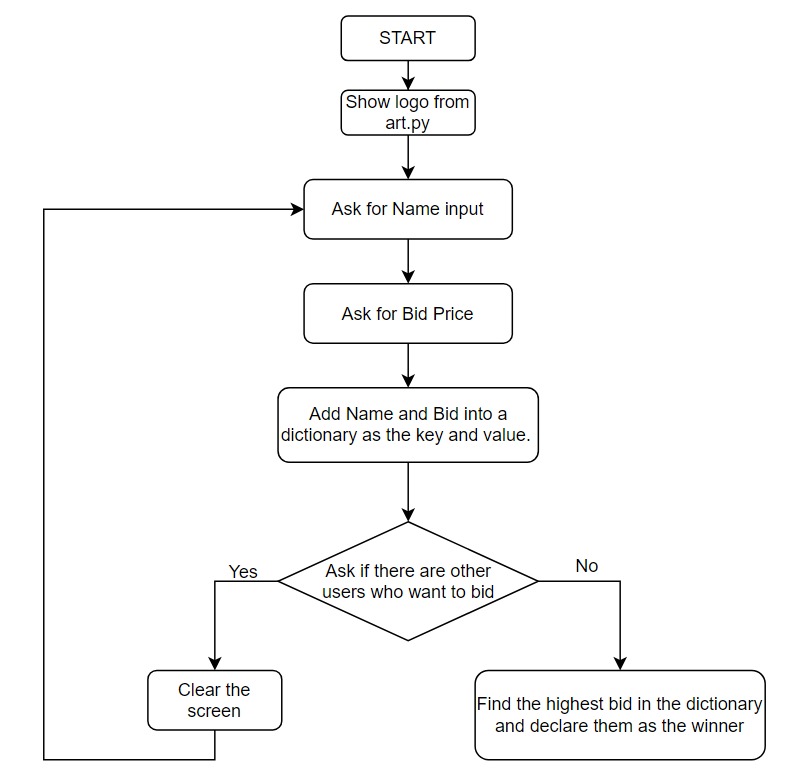 START
Show logo from
art.py
Ask for Name input
Ask for Bid Price
Add Name and Bid into a
dictionary as the key and value.
Ask if there are other
users who want to bid
Yes
No
Clear the
screen
Find the highest bid in the dictionary
and declare them as the winner